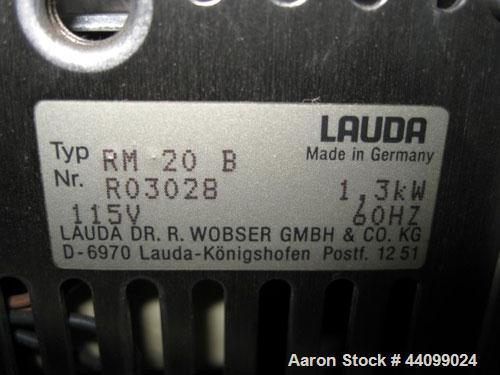 LAUDA
Typ RM 20 B Made in Germany
Nr. R03028 1,3kW
115V 60HZ
LAUDA DR. R. WOBSER GMBH & CO. KG
D-6970 Lauda-Königshofen Postf. 12 51
Aaron Stock # 44099024